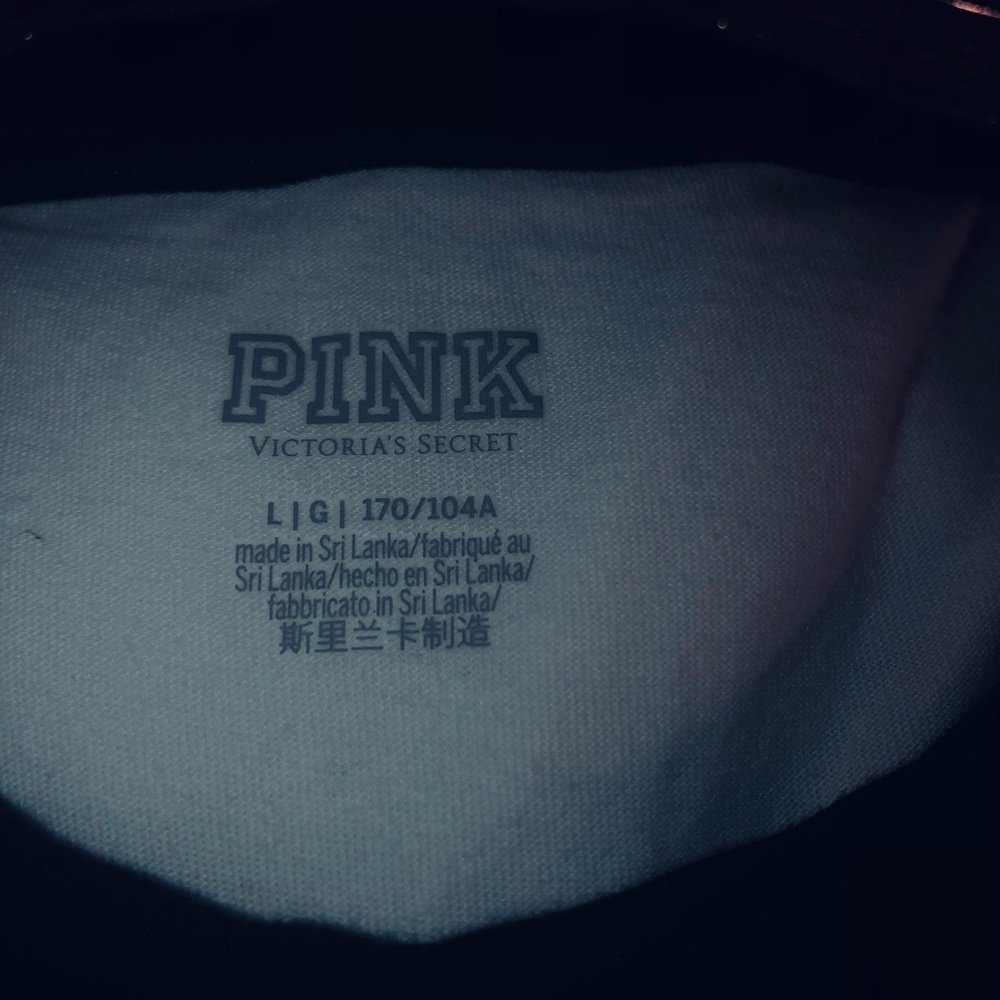 PINK
VICTORIA'S SECRET
L | G | 170/104A
made in Sri Lanka/fabriqué au
Sri Lanka/hecho en Sri Lanka/
fabbricato in Sri Lanka/
斯里兰卡制造